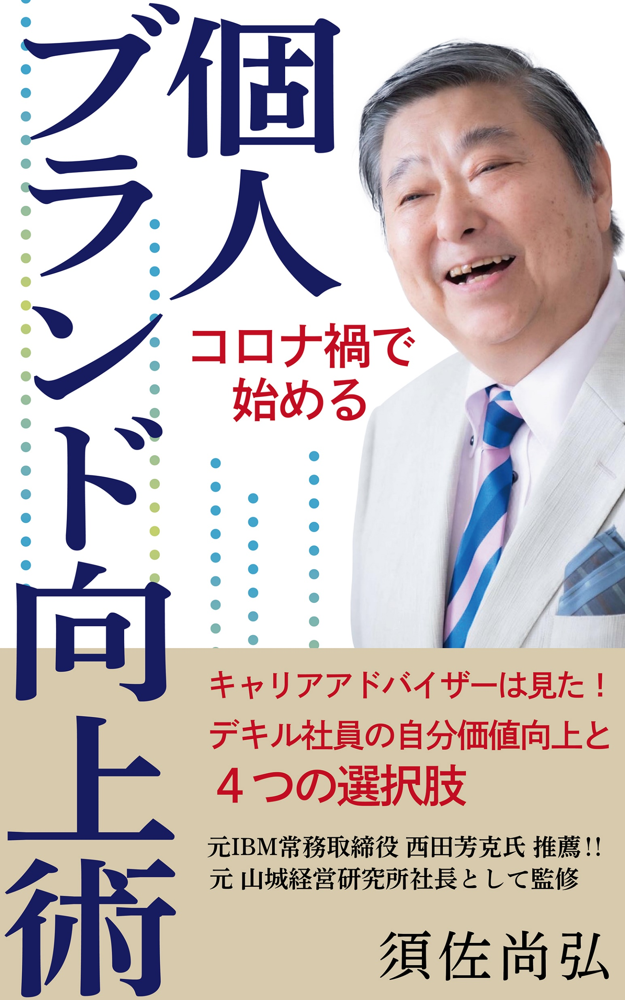 個人
ブランド向上術
コロナ禍で
始める
キャリアアドバイザーは見た！
デキル社員の自分価値向上と
４つの選択肢
元IBM常務取締役 西田芳克氏 推薦!!
元 山城経営研究所社長として監修
須佐尚弘